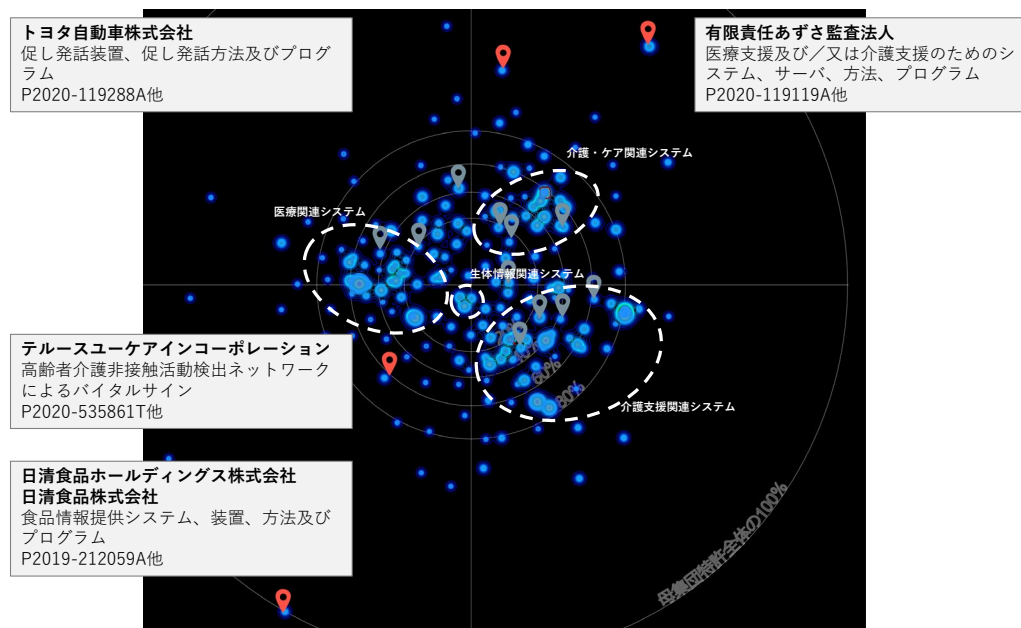 トヨタ自動車株式会社
促し発話装置、促し発話方法及びプログ
ラム
P2020-119288A他
有限責任あずさ監査法人
医療支援及び／又は介護支援のためのシ
ステム、サーバ、方法、プログラム
P2020-119119A他
介護・ケア関連システム
医療関連システム
生体情報関連システム
テルースユーケアインコーポレーション
高齢者介護非接触活動検出ネットワーク
によるバイタルサイン
P2020-535861T他
60%
80%
介護支援関連システム
日清食品ホールディングス株式会社
日清食品株式会社
食品情報提供システム、装置、方法及び
プログラム
P2019-212059A他
母集団特許全体の100%